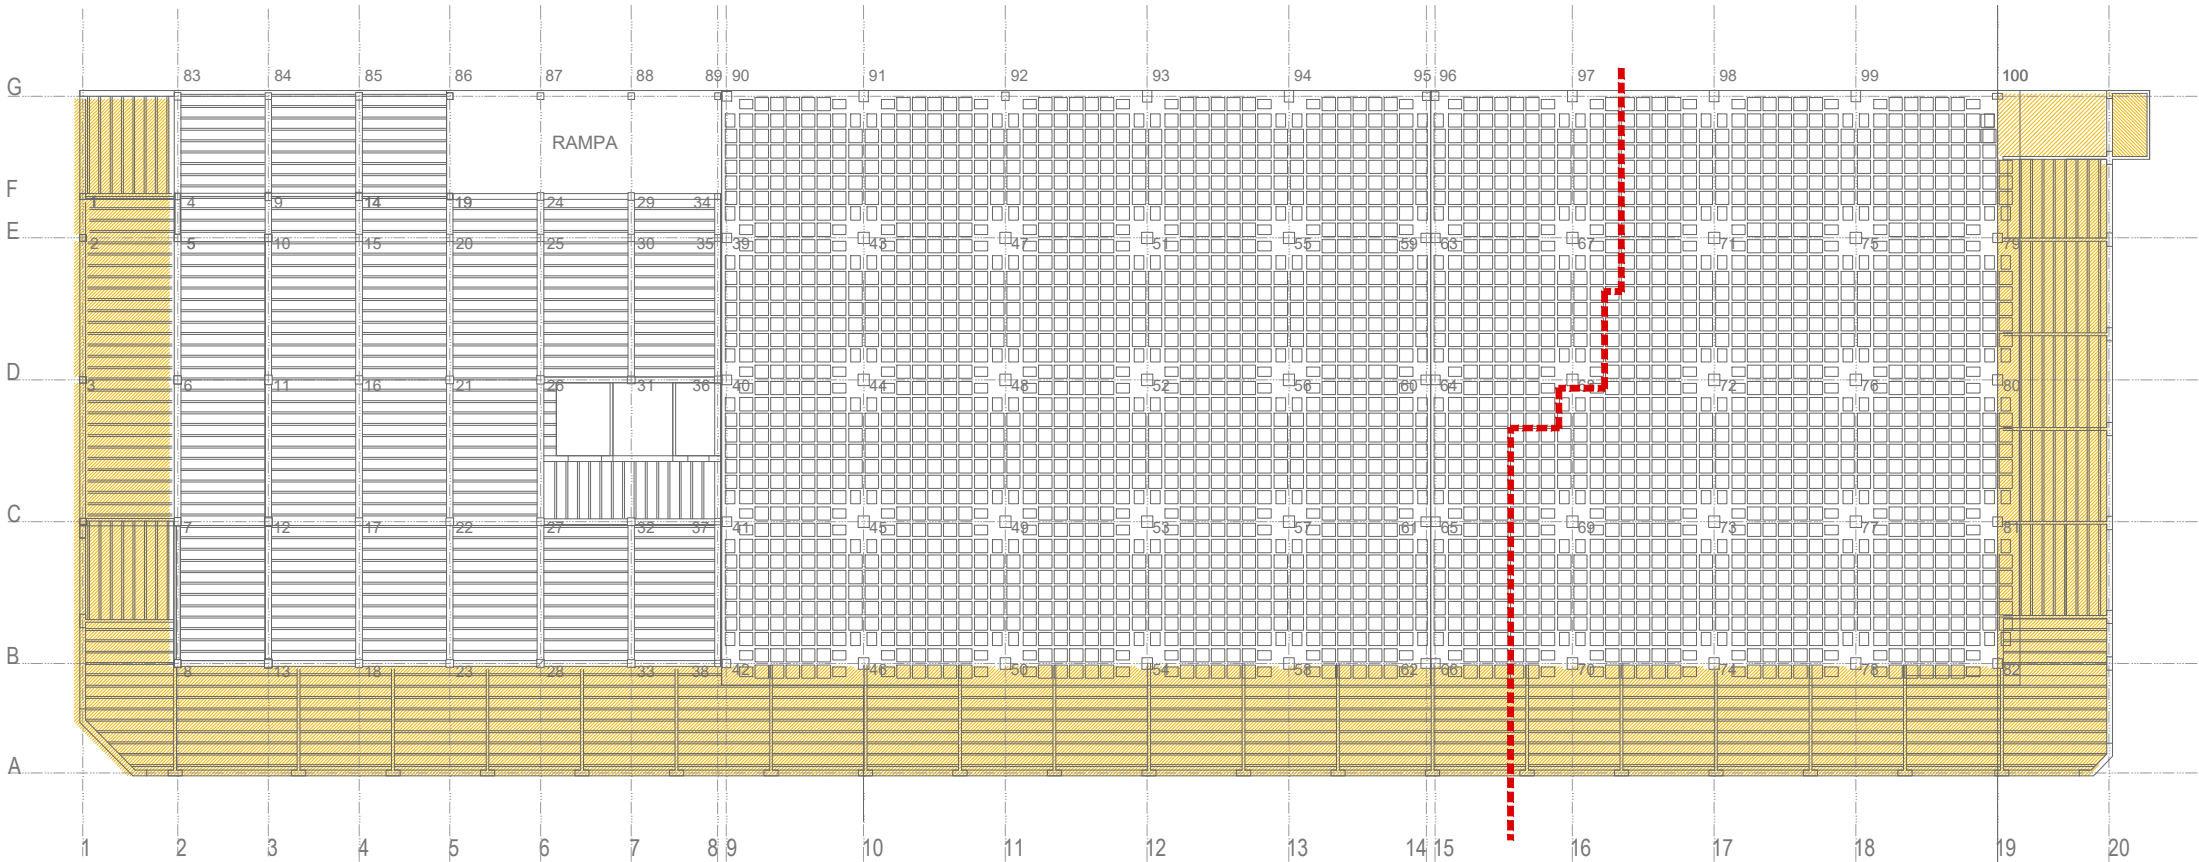 83 84 85 86 87 88 89 90 91 92 93 94 95 96 97 98 99 100
G
RAMPA
F
1 4 9 14 19 24 29 34
E
2 5 10 15 20 25 30 35 39 43 47 51 55 59 63 67 71 75 79
D
3 6 11 16 21 26 31 36 40 44 48 52 56 60 64 68 72 76 80
C
7 12 17 22 27 32 37 41 45 49 53 57 61 65 69 73 77 81
B
8 13 18 23 28 33 38 42 46 50 54 58 62 66 70 74 78 82
A
1 2 3 4 5 6 7 8 9 10 11 12 13 14 15 16 17 18 19 20